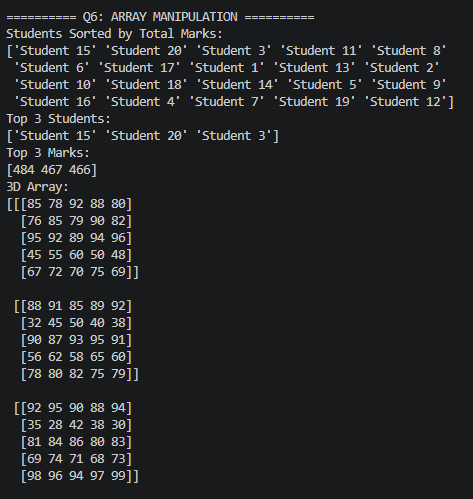 ========== Q6: ARRAY MANIPULATION ==========
Students Sorted by Total Marks:
['Student 15' 'Student 20' 'Student 3' 'Student 11' 'Student 8'
 'Student 6' 'Student 17' 'Student 1' 'Student 13' 'Student 2'
 'Student 10' 'Student 18' 'Student 14' 'Student 5' 'Student 9'
 'Student 16' 'Student 4' 'Student 7' 'Student 19' 'Student 12']
Top 3 Students:
['Student 15' 'Student 20' 'Student 3']
Top 3 Marks:
[484 467 466]
3D Array:
[[[85 78 92 88 80]
  [76 85 79 90 82]
  [95 92 89 94 96]
  [45 55 60 50 48]
  [67 72 70 75 69]]

 [[88 91 85 89 92]
  [32 45 50 40 38]
  [90 87 93 95 91]
  [56 62 58 65 60]
  [78 80 82 75 79]]

 [[92 95 90 88 94]
  [35 28 42 38 30]
  [81 84 86 80 83]
  [69 74 71 68 73]
  [98 96 94 97 99]]